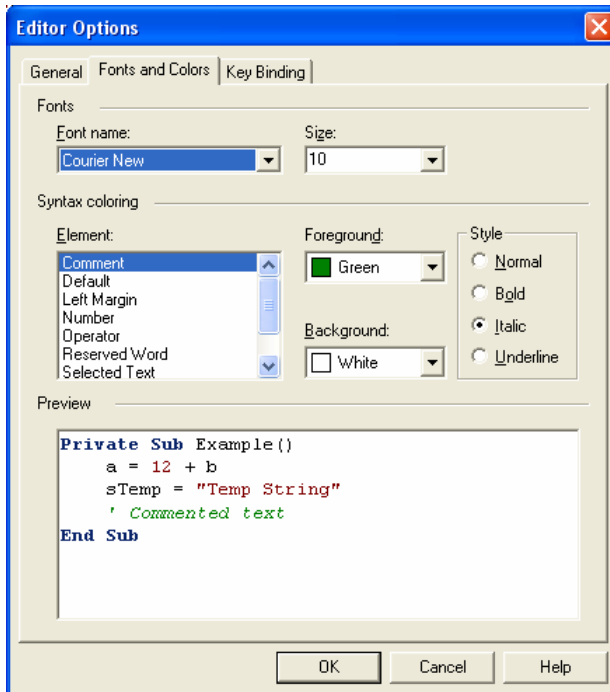 Editor Options
General Fonts and Colors Key Binding
Fonts
Font name: Size:
Courier New 10
Syntax coloring
Element: Foreground: Style
Comment Green Normal
Default Bold
Left Margin Italic
Number Underline
Operator Background:
Reserved Word White
Selected Text
Preview
Private Sub Example()
    a = 12 + b
    sTemp = "Temp String"
    ' Commented text
End Sub
OK Cancel Help